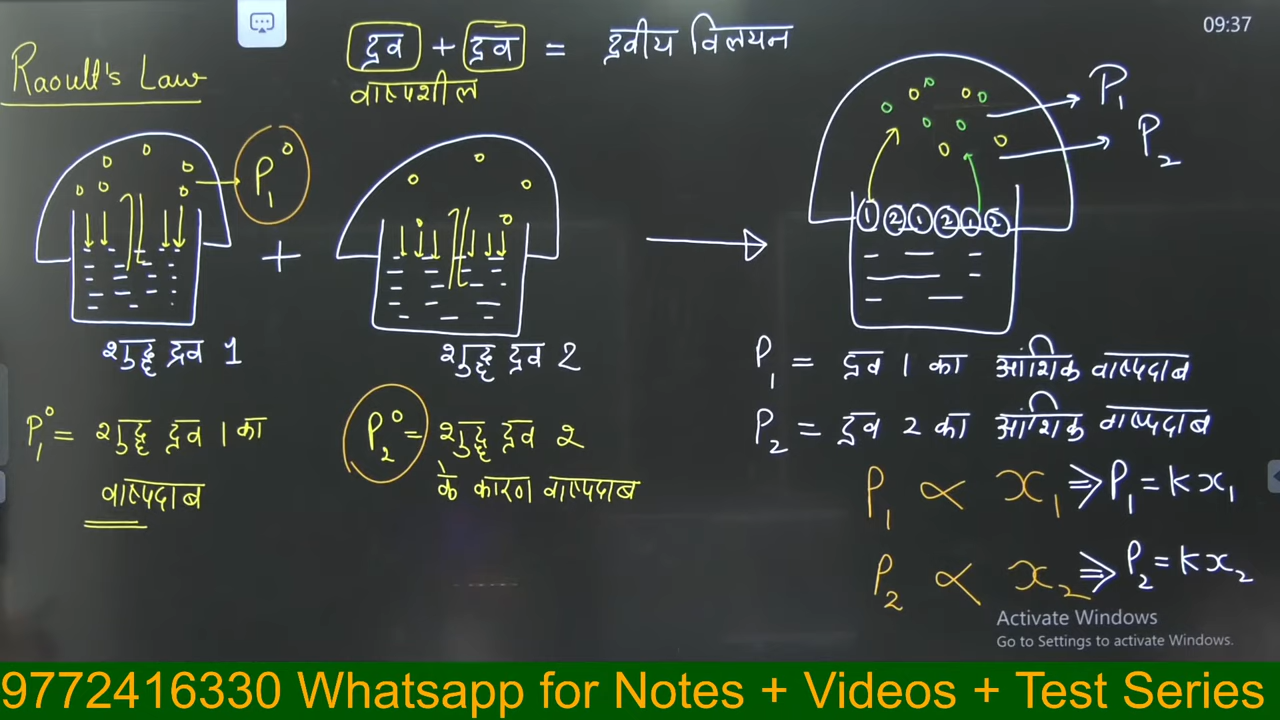 09:37
Raoult's Law
द्रव + द्रव = द्रवीय विलयन
वाष्पशील
P₁⁰
+
P₁
P₂
① ② ① ② ① ②
शुद्ध द्रव 1
शुद्ध द्रव 2
P₁⁰ = शुद्ध द्रव 1 का
वाष्पदाब
P₂⁰ = शुद्ध द्रव 2
के कारण वाष्पदाब
P₁ = द्रव 1 का आंशिक वाष्पदाब
P₂ = द्रव 2 का आंशिक वाष्पदाब
P₁ ∝ x₁ ⇒ P₁ = Kx₁
P₂ ∝ x₂ ⇒ P₂ = Kx₂
Activate Windows
Go to Settings to activate Windows.
9772416330 Whatsapp for Notes + Videos + Test Series